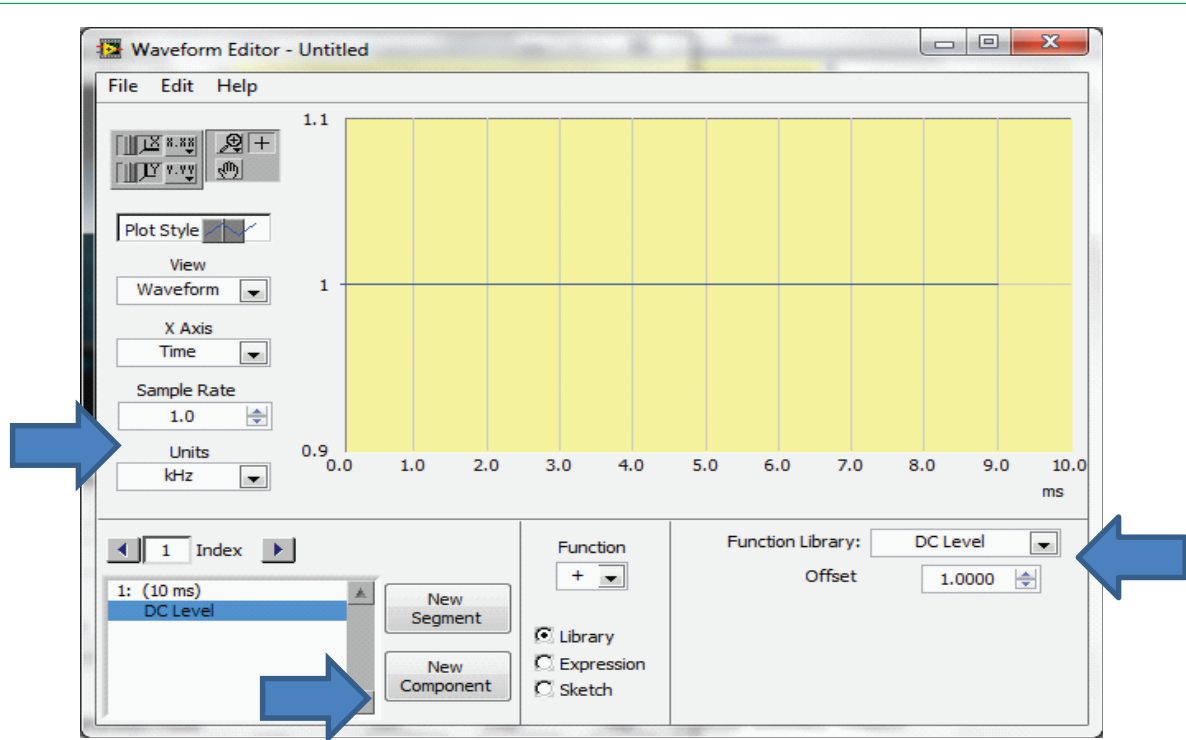 Waveform Editor - Untitled
File Edit Help
X X.XX
Y Y.YY
Plot Style
View
Waveform
X Axis
Time
Sample Rate
1.0
Units
kHz
1.1
1
0.9
0.0 1.0 2.0 3.0 4.0 5.0 6.0 7.0 8.0 9.0 10.0
ms
1 Index
1: (10 ms)
DC Level
New
Segment
New
Component
Function
+
Library
Expression
Sketch
Function Library: DC Level
Offset 1.0000